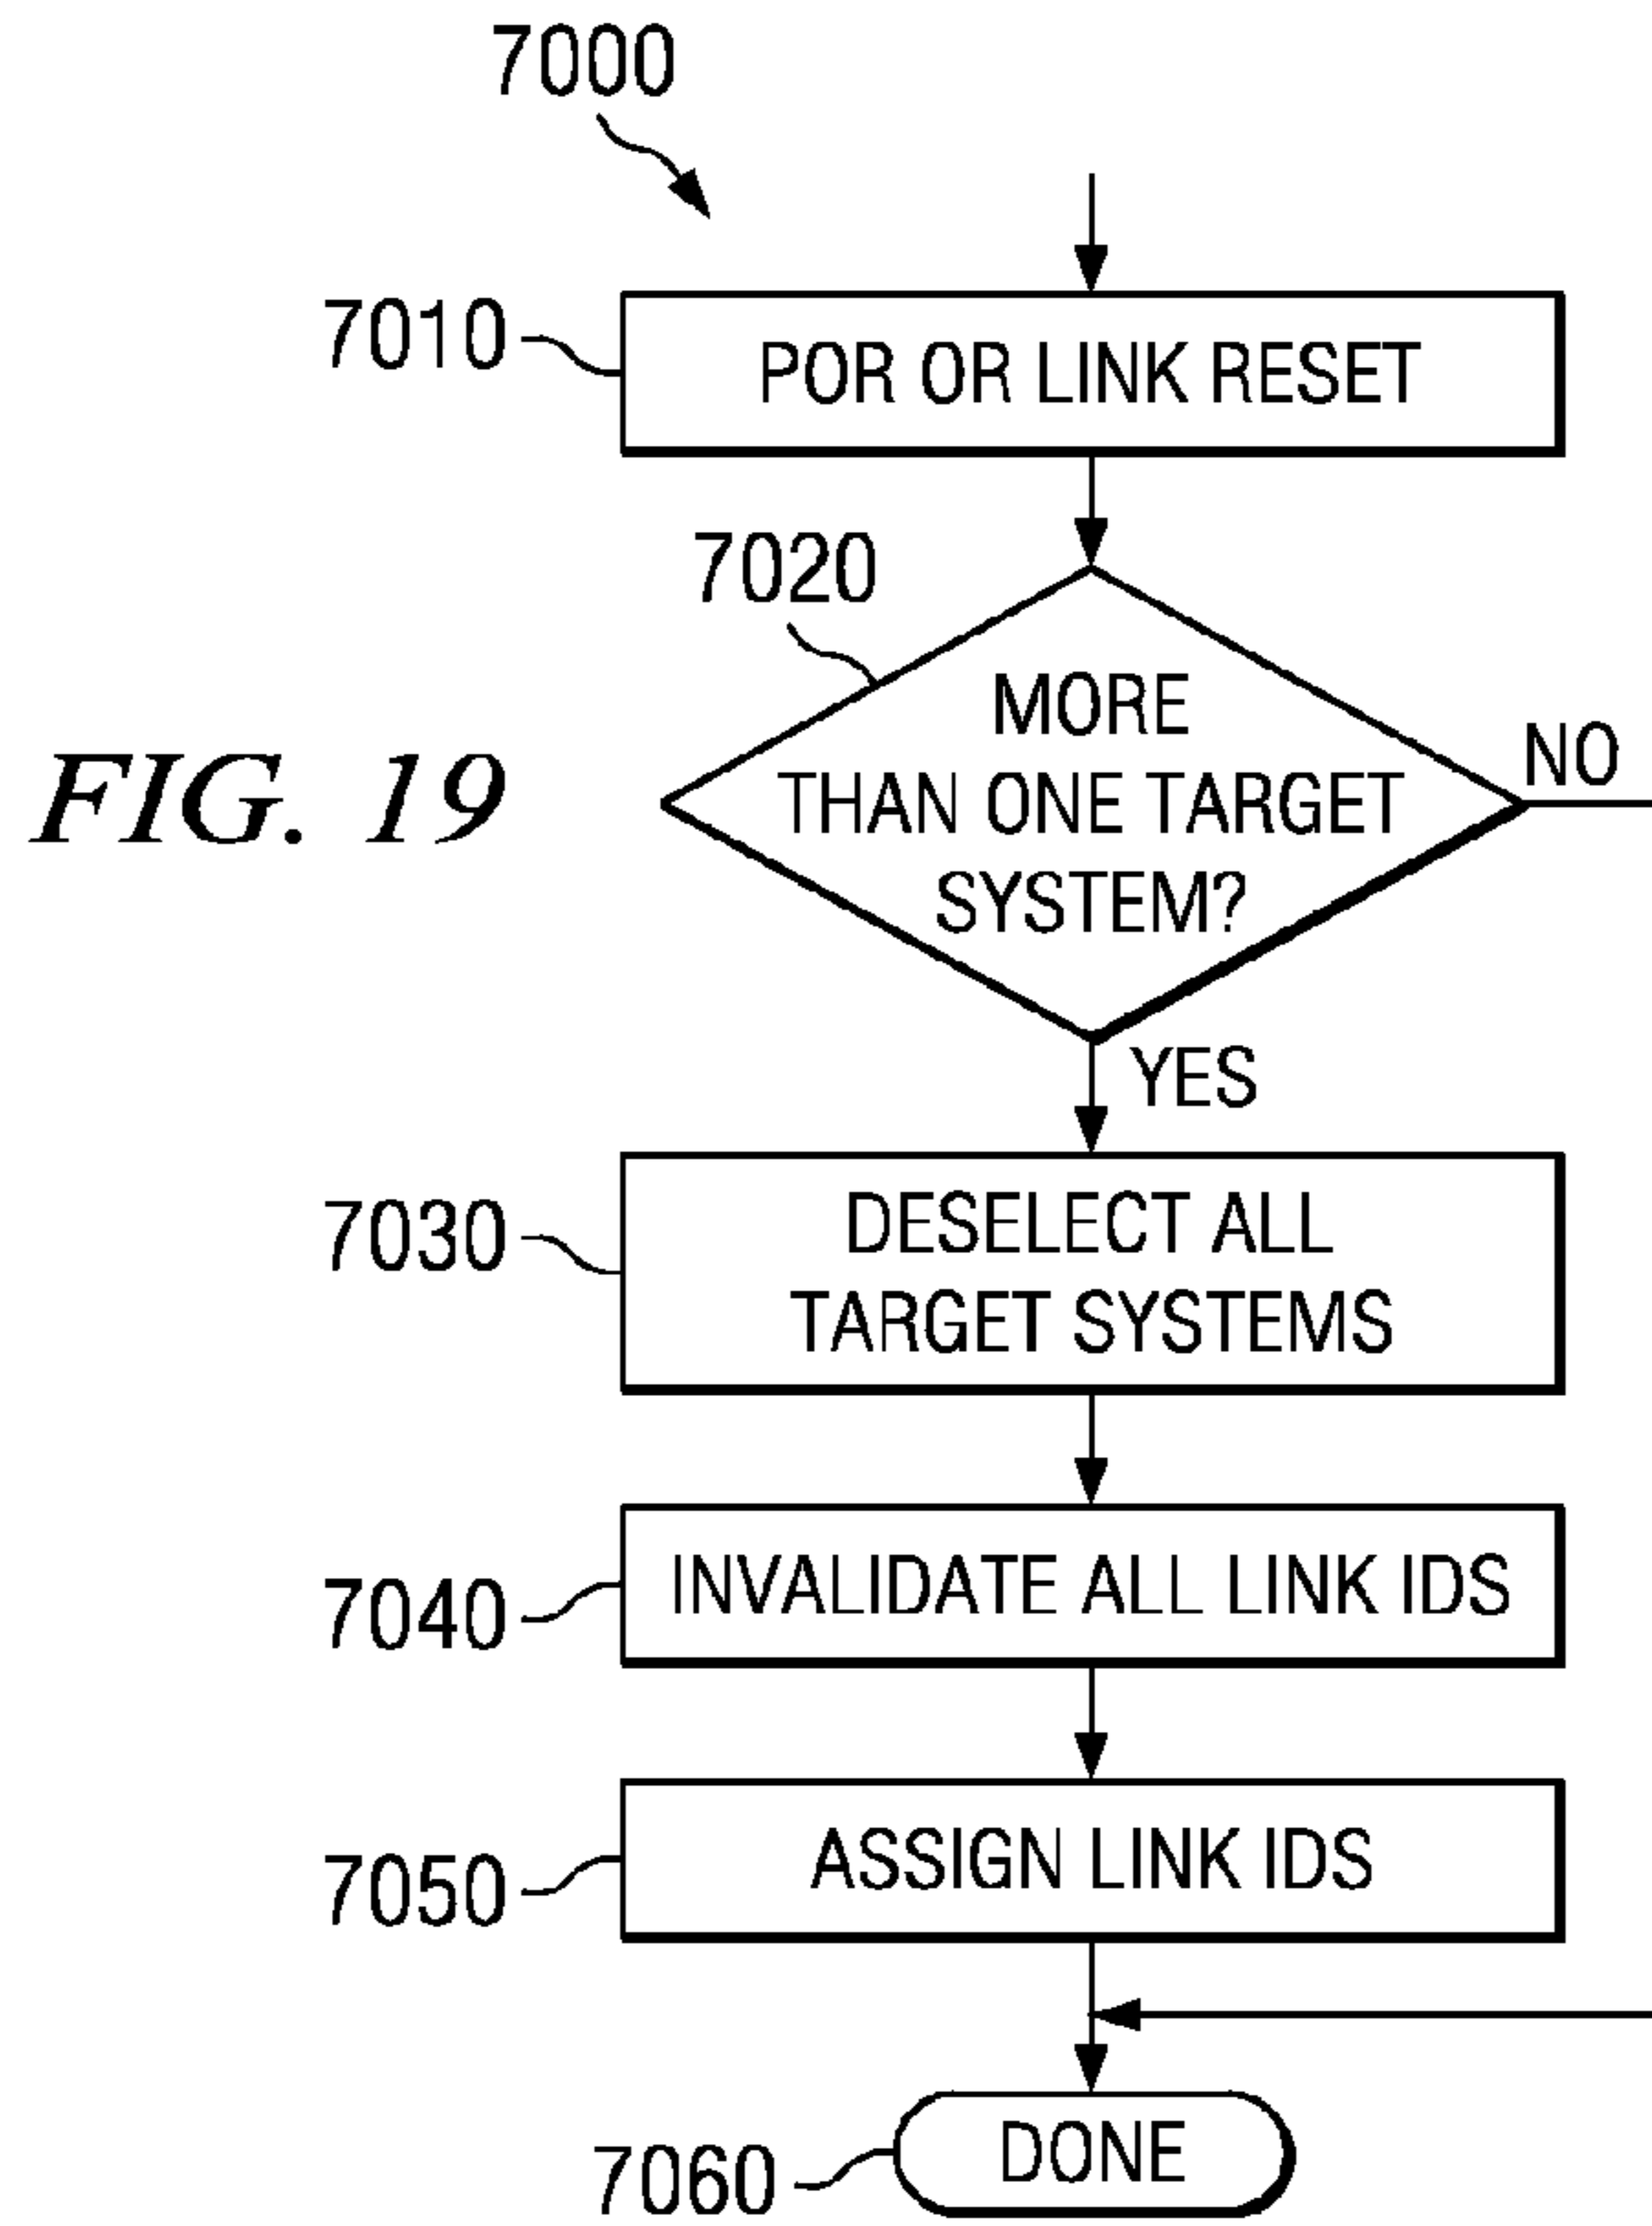 7000
7010
POR OR LINK RESET
7020
MORE
THAN ONE TARGET
SYSTEM?
NO
FIG. 19
YES
7030
DESELECT ALL
TARGET SYSTEMS
7040
INVALIDATE ALL LINK IDS
7050
ASSIGN LINK IDS
7060
DONE